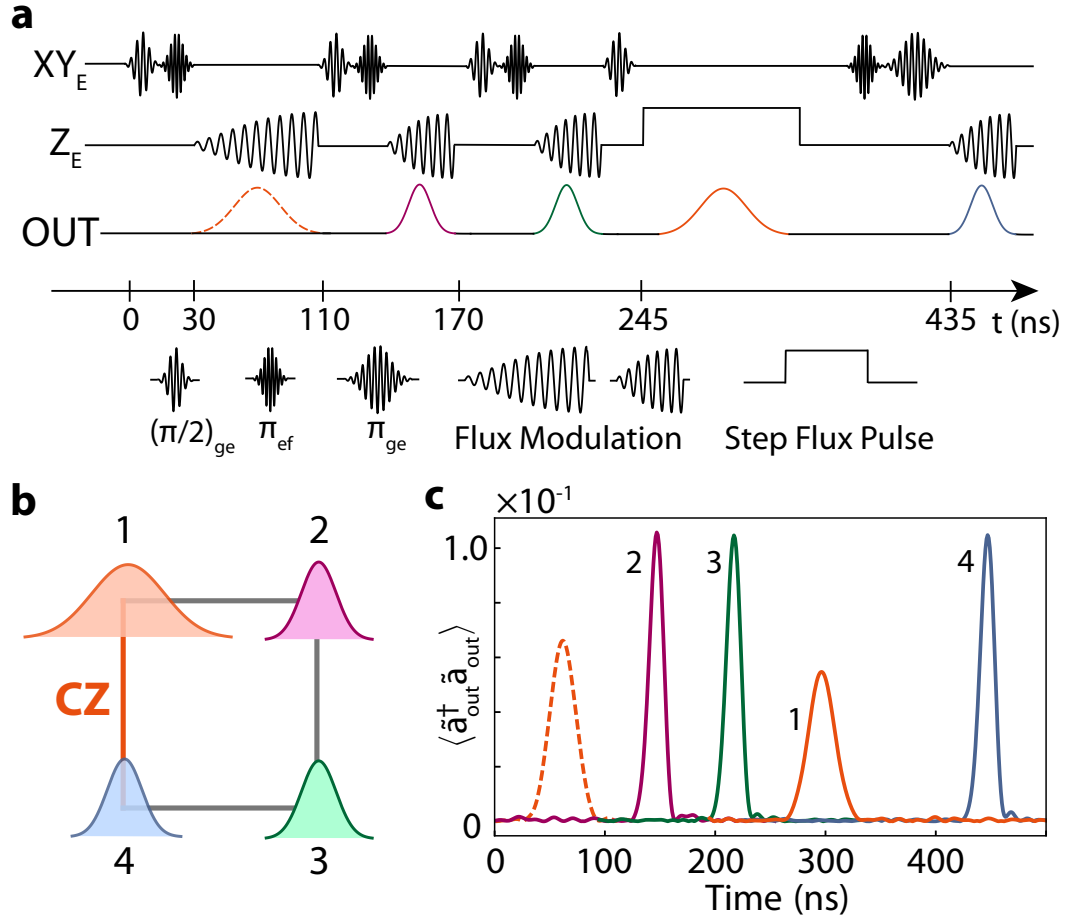 a
XY_E
Z_E
OUT
0 30 110 170 245 435 t (ns)
(π/2)_ge π_ef π_ge Flux Modulation Step Flux Pulse
b
1 2
CZ
4 3
c
×10⁻¹
1.0
0
⟨ã†_out ã_out⟩
2 3 1 4
0 100 200 300 400
Time (ns)